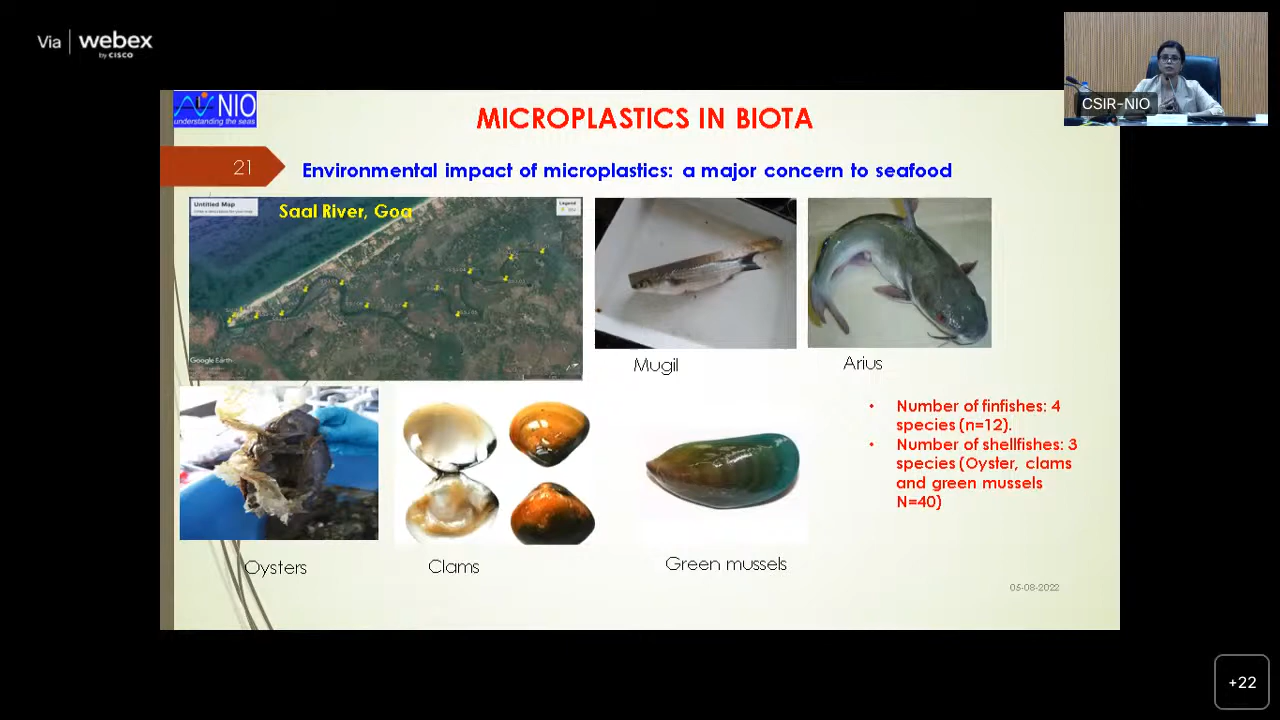 Via webex
by CISCO
CSIR-NIO
NIO
understanding the seas
MICROPLASTICS IN BIOTA
21
Environmental impact of microplastics: a major concern to seafood
Untitled Map
Legend
Saal River, Goa
Google Earth
Mugil
Arius
• Number of finfishes: 4
species (n=12).
• Number of shellfishes: 3
species (Oyster, clams
and green mussels
N=40)
Oysters
Clams
Green mussels
05-08-2022
+22